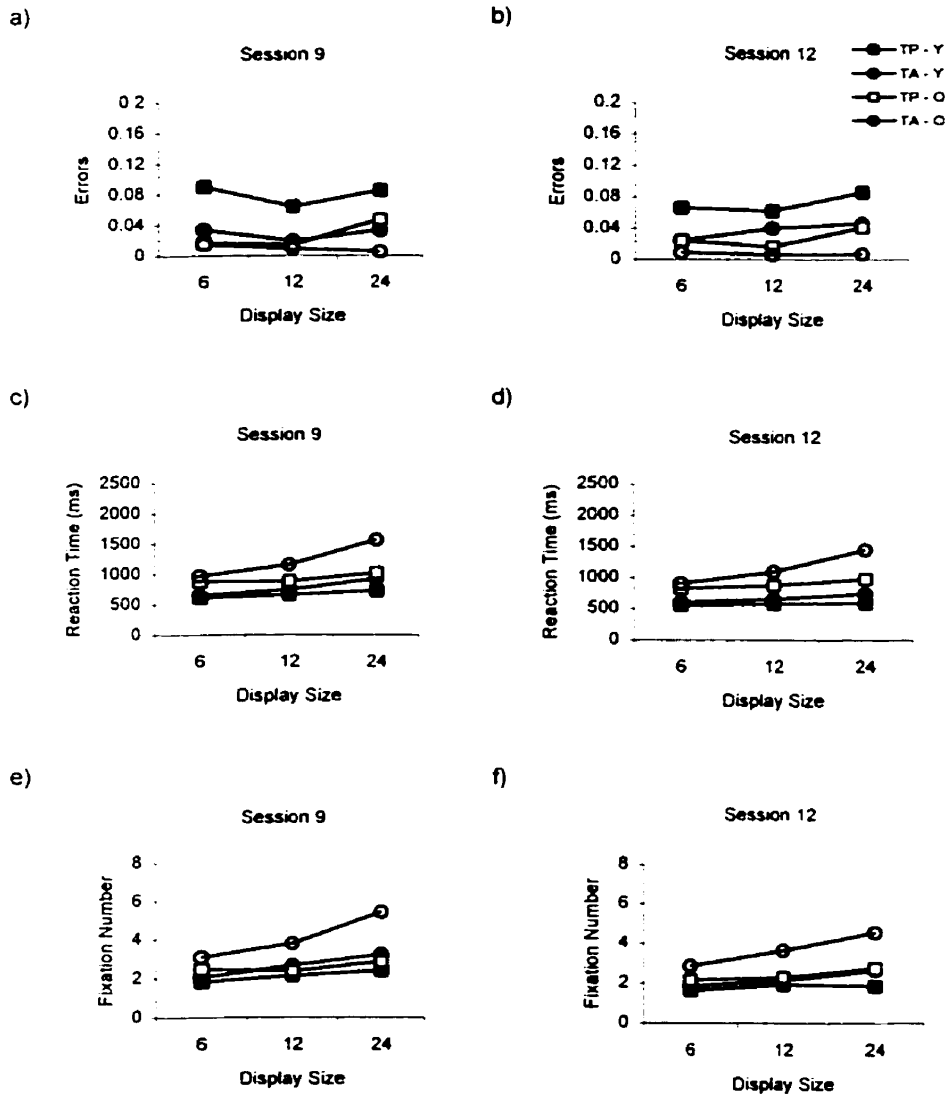 a)
Session 9
0.2
0.16
0.12
0.08
0.04
0
Errors
6 12 24
Display Size
b)
Session 12
TP - Y
TA - Y
TP - O
TA - O
0.2
0.16
0.12
0.08
0.04
0
Errors
6 12 24
Display Size
c)
Session 9
2500
2000
1500
1000
500
0
Reaction Time (ms)
6 12 24
Display Size
d)
Session 12
2500
2000
1500
1000
500
0
Reaction Time (ms)
6 12 24
Display Size
e)
Session 9
8
6
4
2
0
Fixation Number
6 12 24
Display Size
f)
Session 12
8
6
4
2
0
Fixation Number
6 12 24
Display Size